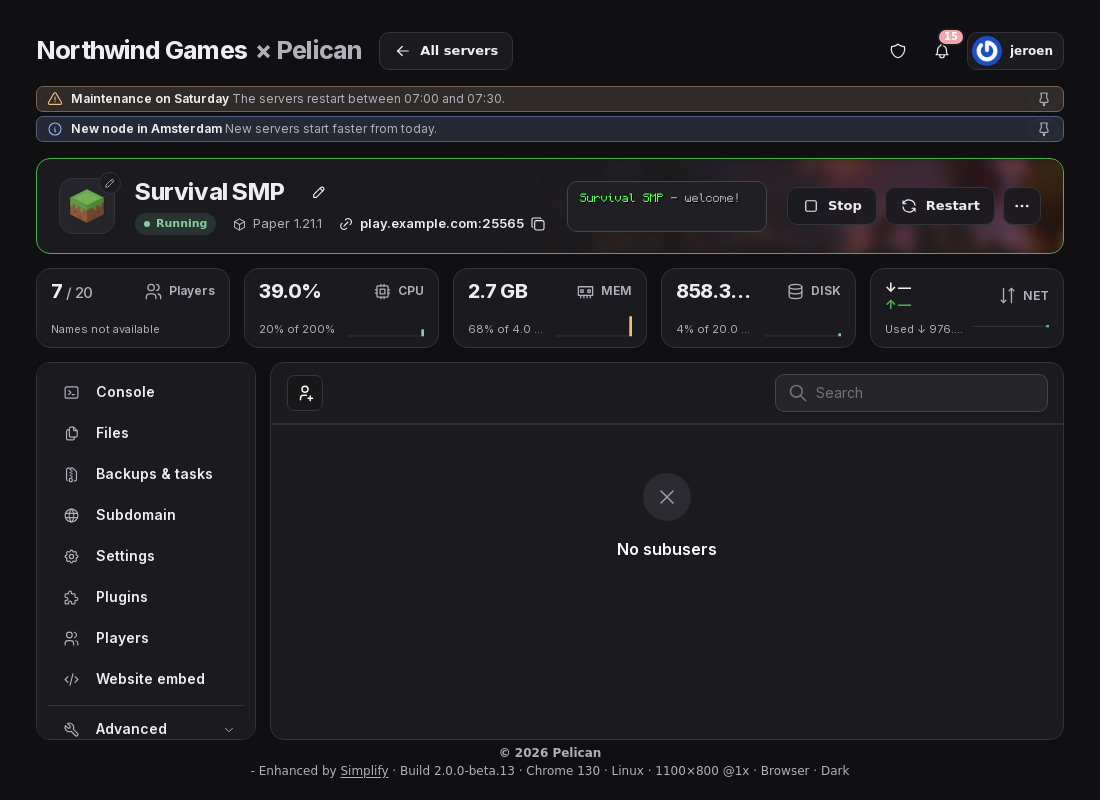 Northwind Games × Pelican
All servers
15
jeroen
Maintenance on Saturday The servers restart between 07:00 and 07:30.
New node in Amsterdam New servers start faster from today.
Survival SMP
Running
Paper 1.21.1
play.example.com:25565
Survival SMP — welcome!
Stop
Restart
7 / 20
Players
Names not available
39.0%
CPU
20% of 200%
2.7 GB
MEM
68% of 4.0 ...
858.3...
DISK
4% of 20.0 ...
↓—
↑—
NET
Used ↓ 976....
Console
Files
Backups & tasks
Subdomain
Settings
Plugins
Players
Website embed
Advanced
Search
No subusers
© 2026 Pelican
- Enhanced by Simplify · Build 2.0.0-beta.13 · Chrome 130 · Linux · 1100×800 @1x · Browser · Dark